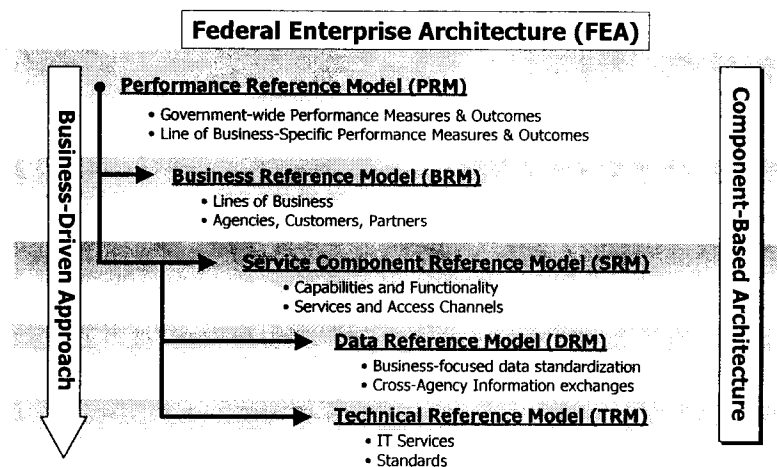 Federal Enterprise Architecture (FEA)
Business-Driven Approach
Performance Reference Model (PRM)
• Government-wide Performance Measures & Outcomes
• Line of Business-Specific Performance Measures & Outcomes
Business Reference Model (BRM)
• Lines of Business
• Agencies, Customers, Partners
Service Component Reference Model (SRM)
• Capabilities and Functionality
• Services and Access Channels
Data Reference Model (DRM)
• Business-focused data standardization
• Cross-Agency Information exchanges
Technical Reference Model (TRM)
• IT Services
• Standards
Component-Based Architecture